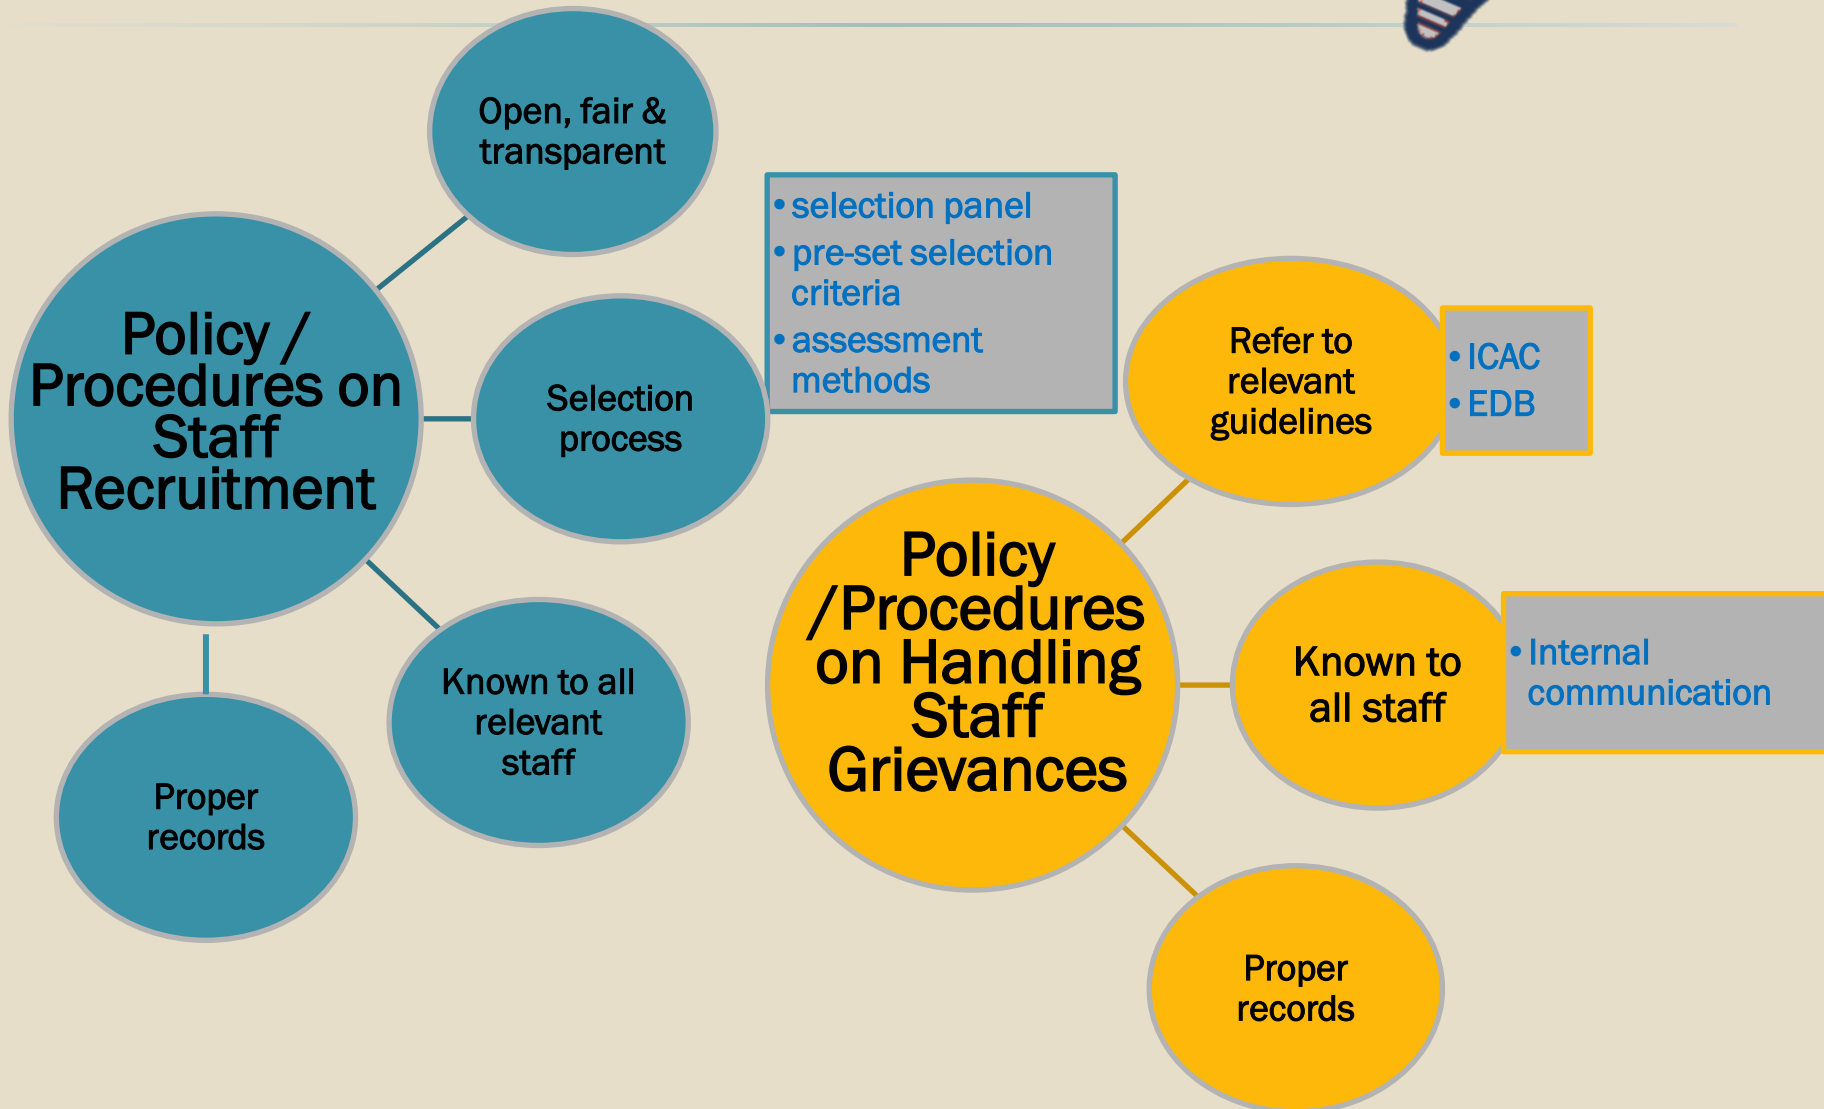 Open, fair &
transparent
Policy /
Procedures on
Staff
Recruitment
Selection
process
• selection panel
• pre-set selection
criteria
• assessment
methods
Known to all
relevant
staff
Proper
records
Policy
/Procedures
on Handling
Staff
Grievances
Refer to
relevant
guidelines
• ICAC
• EDB
Known to
all staff
• Internal
communication
Proper
records